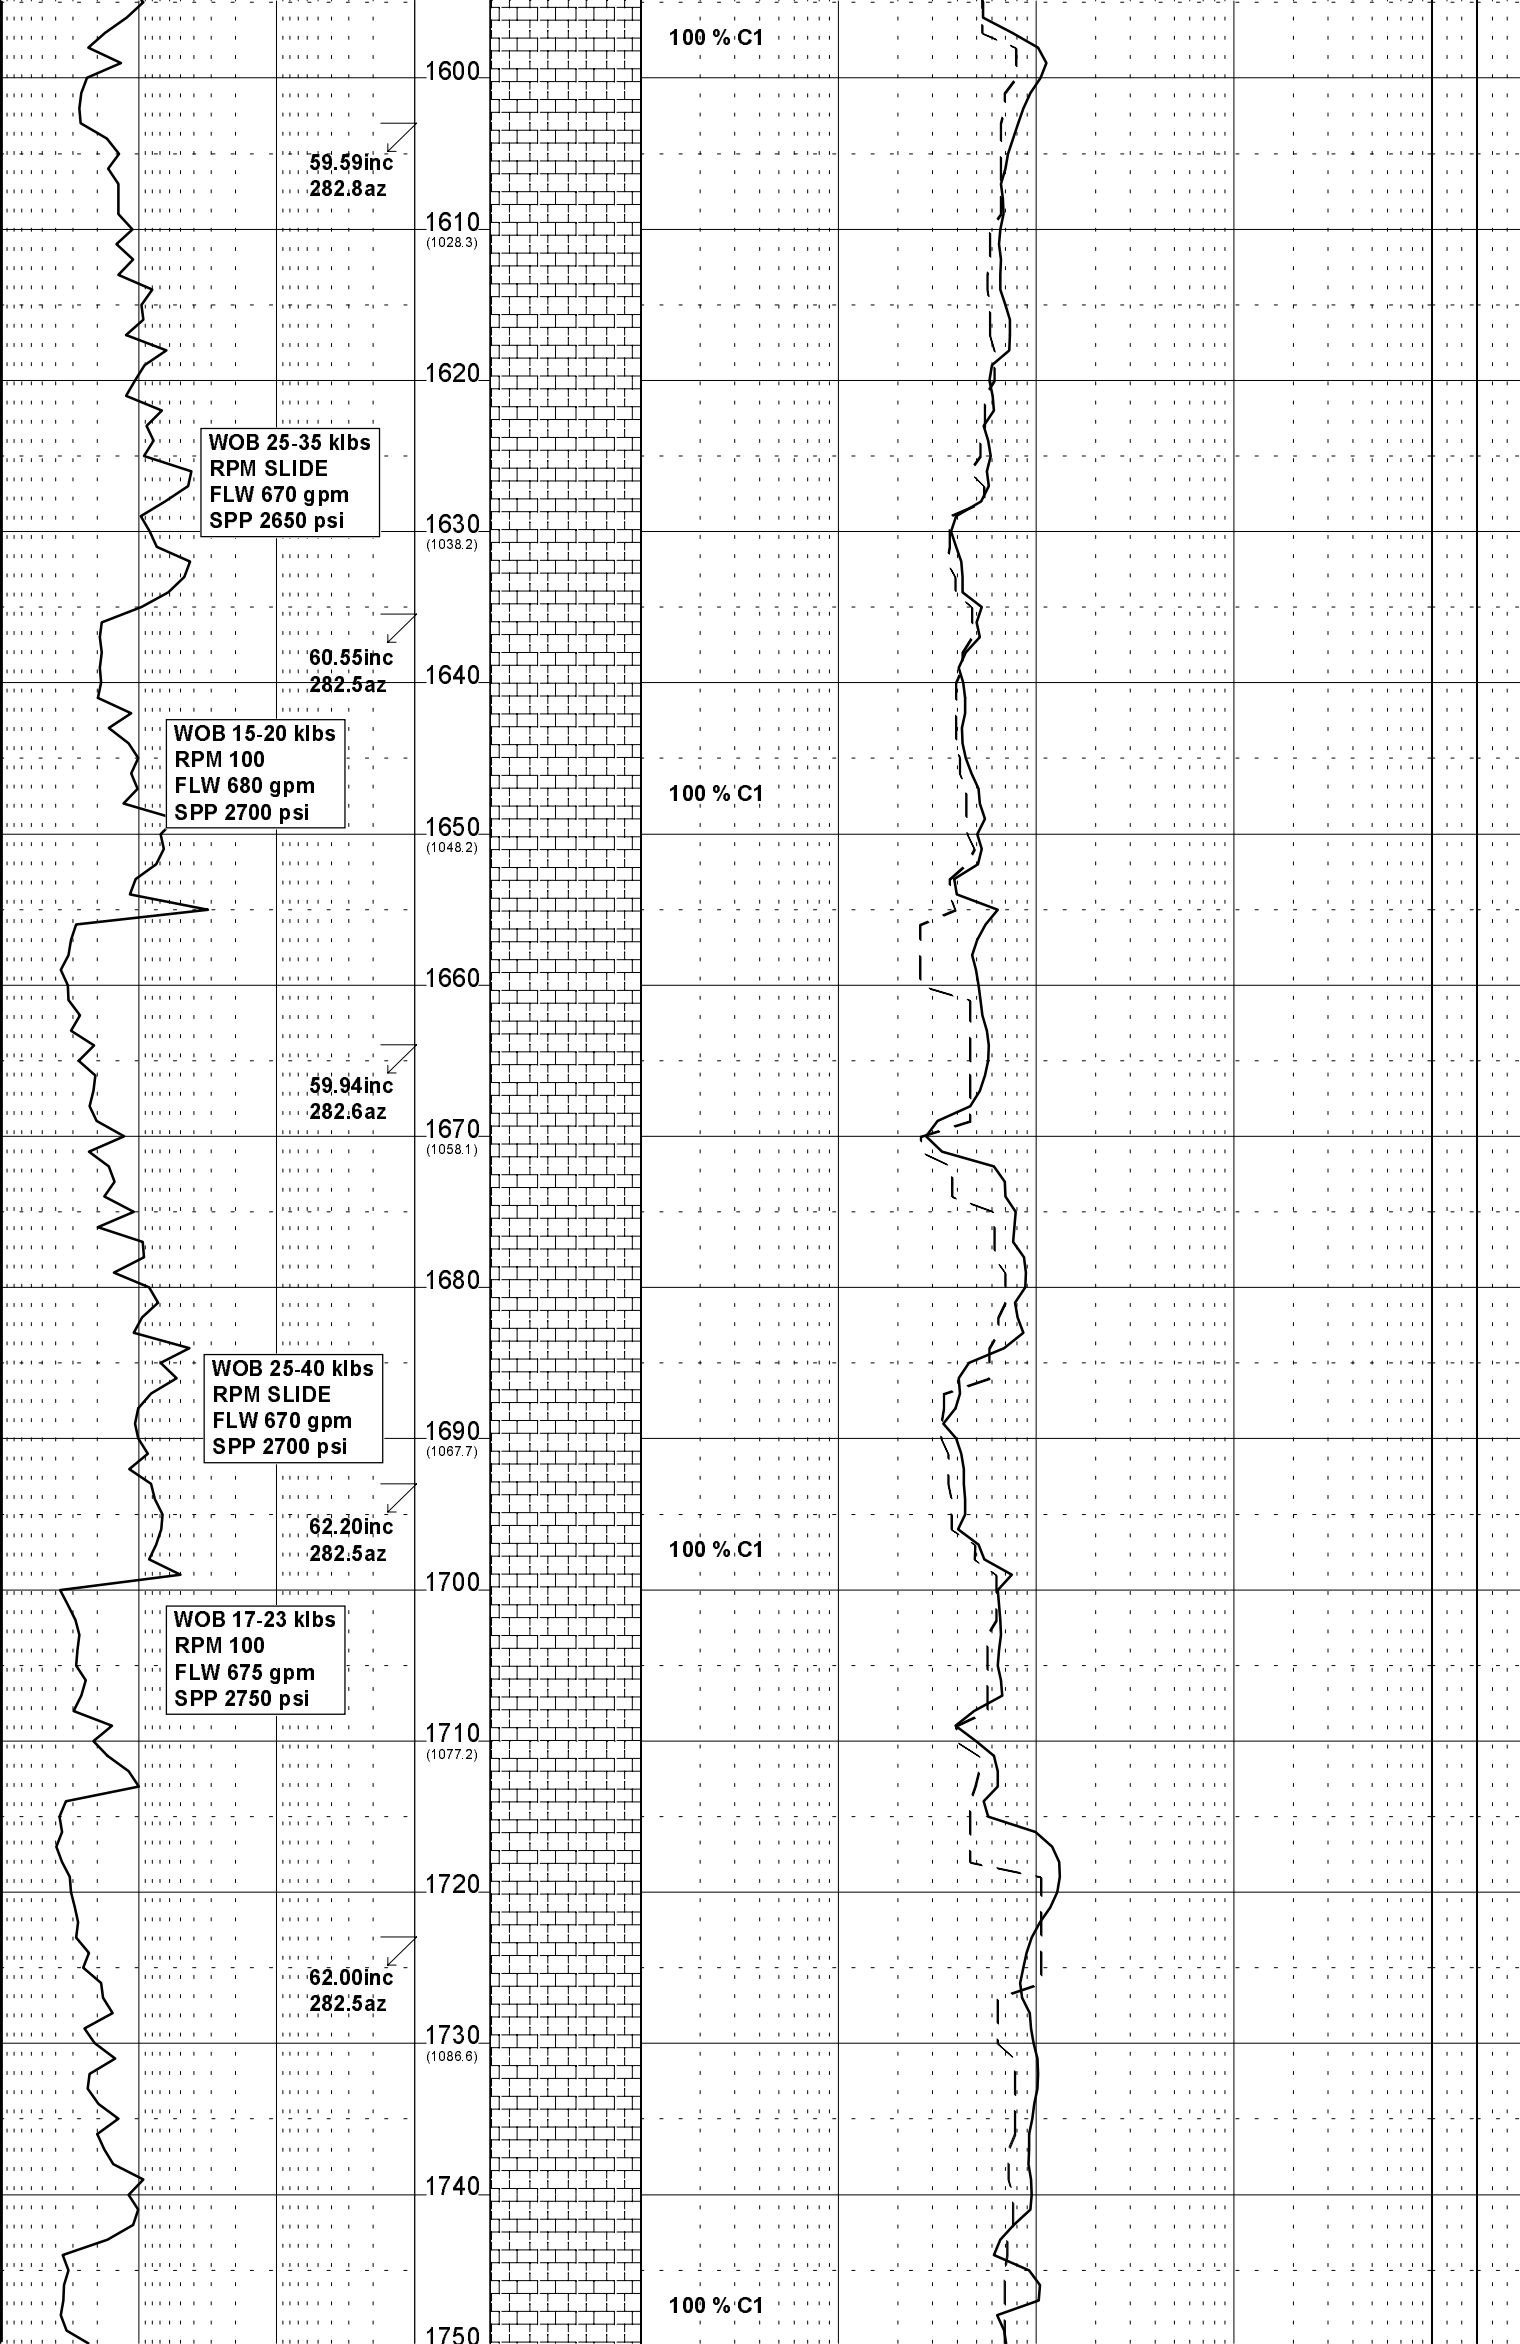 100 % C1
1600
59.59inc
282.8az
1610
(1028.3)
1620
WOB 25-35 klbs
RPM SLIDE
FLW 670 gpm
SPP 2650 psi
1630
(1038.2)
60.55inc
282.5az
1640
WOB 15-20 klbs
RPM 100
FLW 680 gpm
SPP 2700 psi
100 % C1
1650
(1048.2)
1660
59.94inc
282.6az
1670
(1058.1)
1680
WOB 25-40 klbs
RPM SLIDE
FLW 670 gpm
SPP 2700 psi
1690
(1067.7)
62.20inc
282.5az
100 % C1
1700
WOB 17-23 klbs
RPM 100
FLW 675 gpm
SPP 2750 psi
1710
(1077.2)
1720
62.00inc
282.5az
1730
(1086.6)
1740
100 % C1
1750